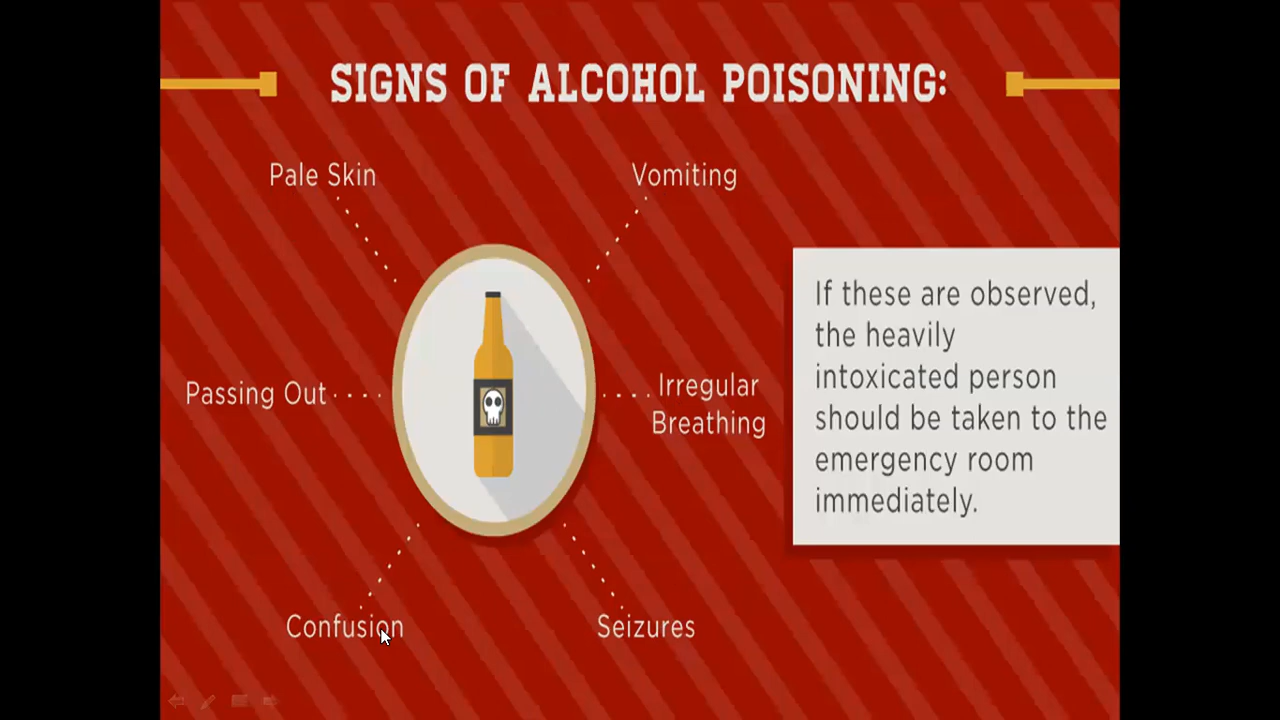 SIGNS OF ALCOHOL POISONING:
Pale Skin
Vomiting
Passing Out
Irregular
Breathing
Confusion
Seizures
If these are observed,
the heavily
intoxicated person
should be taken to the
emergency room
immediately.